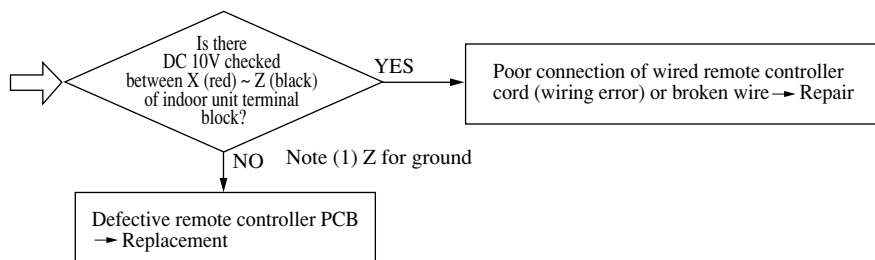 Is there
DC 10V checked
between X (red) ~ Z (black)
of indoor unit terminal
block?
YES
Poor connection of wired remote controller
cord (wiring error) or broken wire → Repair
NO
Note (1) Z for ground
Defective remote controller PCB
→ Replacement